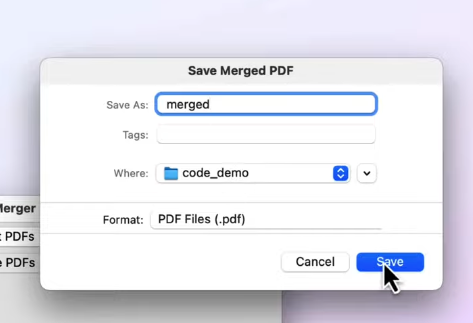 Save Merged PDF
Save As: merged
Tags:
Where: code_demo
Merger
PDFs
Format: PDF Files (.pdf)
PDFs
Cancel Save